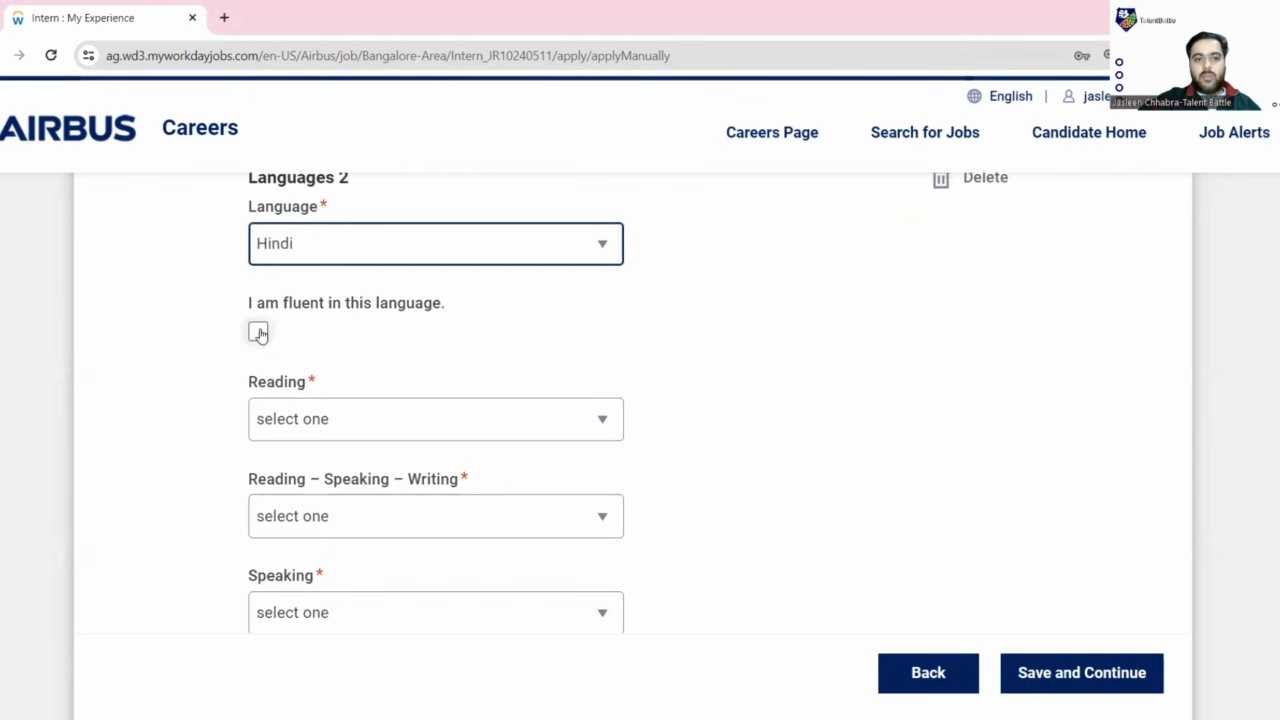 Intern : My Experience
TalentBattle
ag.wd3.myworkdayjobs.com/en-US/Airbus/job/Bangalore-Area/Intern_JR10240511/apply/applyManually
Jasleen Chhabra-Talent Battle
English | jasle
AIRBUS Careers
Careers Page Search for Jobs Candidate Home Job Alerts
Languages 2 Delete
Language*
Hindi
I am fluent in this language.
Reading*
select one
Reading – Speaking – Writing*
select one
Speaking*
select one
Back Save and Continue